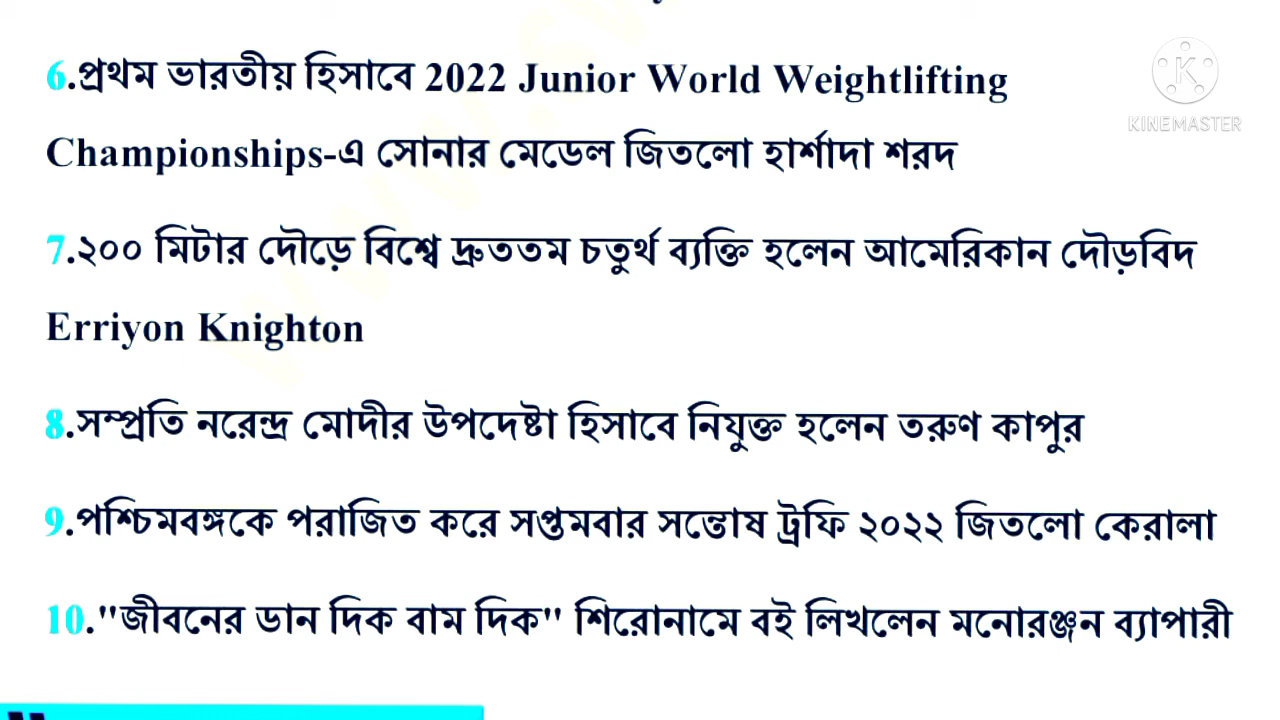 6.প্রথম ভারতীয় হিসাবে 2022 Junior World Weightlifting
Championships-এ সোনার মেডেল জিতলো হার্শাদা শরদ
7.২০০ মিটার দৌড়ে বিশ্বে দ্রুততম চতুর্থ ব্যক্তি হলেন আমেরিকান দৌড়বিদ
Erriyon Knighton
8.সম্প্রতি নরেন্দ্র মোদীর উপদেষ্টা হিসাবে নিযুক্ত হলেন তরুণ কাপুর
9.পশ্চিমবঙ্গকে পরাজিত করে সপ্তমবার সন্তোষ ট্রফি ২০২২ জিতলো কেরালা
10."জীবনের ডান দিক বাম দিক" শিরোনামে বই লিখলেন মনোরঞ্জন ব্যাপারী
K
KINEMASTER